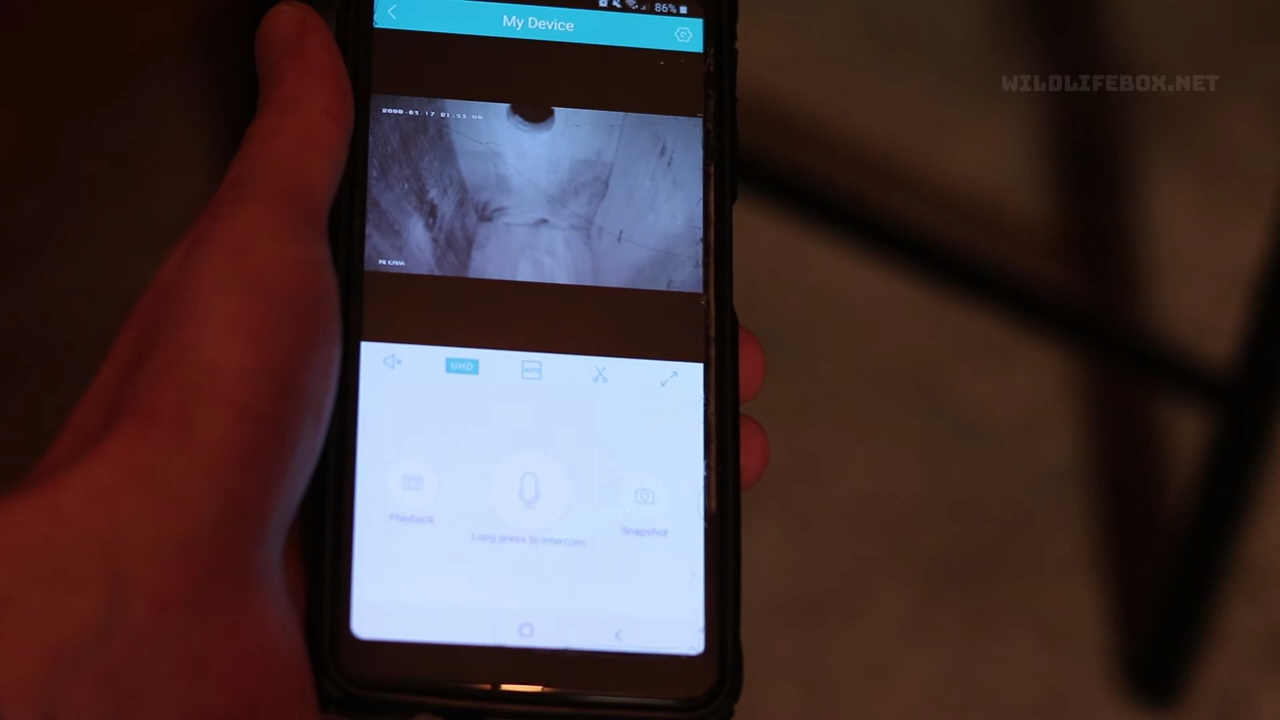 86%
My Device
WILDLIFEBOX.NET
UHD
Playback
Long press to intercom
Snapshot